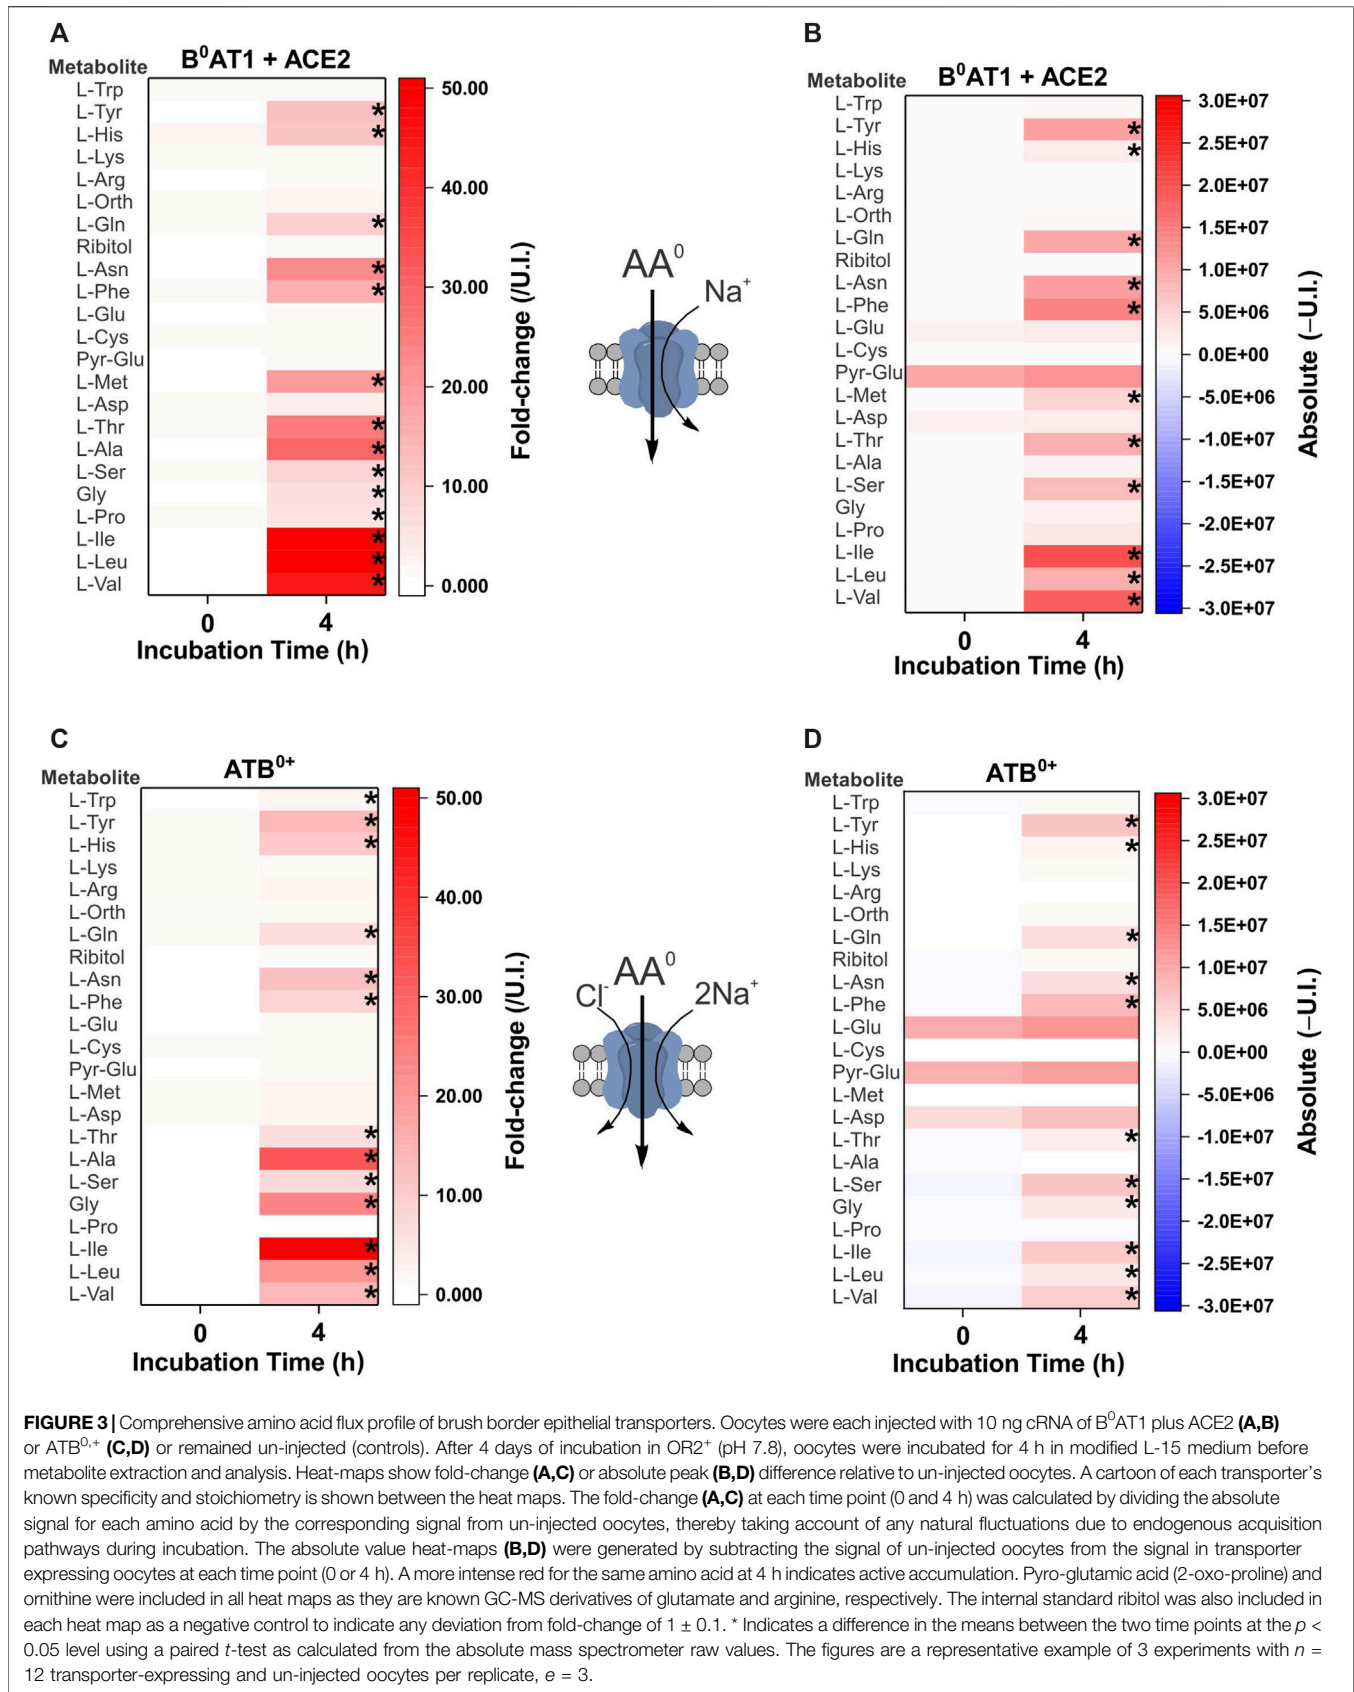 A
B⁰AT1 + ACE2
Metabolite
L-Trp
L-Tyr *
L-His *
L-Lys
L-Arg
L-Orth
L-Gln *
Ribitol
L-Asn *
L-Phe *
L-Glu
L-Cys
Pyr-Glu
L-Met *
L-Asp
L-Thr *
L-Ala *
L-Ser *
Gly *
L-Pro *
L-Ile *
L-Leu *
L-Val *
0 4
Incubation Time (h)
50.00
40.00
30.00
20.00
10.00
0.000
Fold-change (/U.I.)
AA⁰
Na⁺
B
B⁰AT1 + ACE2
Metabolite
L-Trp
L-Tyr *
L-His *
L-Lys
L-Arg
L-Orth
L-Gln *
Ribitol
L-Asn *
L-Phe *
L-Glu
L-Cys
Pyr-Glu
L-Met *
L-Asp
L-Thr *
L-Ala
L-Ser *
Gly
L-Pro
L-Ile *
L-Leu *
L-Val *
0 4
Incubation Time (h)
3.0E+07
2.5E+07
2.0E+07
1.5E+07
1.0E+07
5.0E+06
0.0E+00
-5.0E+06
-1.0E+07
-1.5E+07
-2.0E+07
-2.5E+07
-3.0E+07
Absolute (−U.I.)
C
ATB⁰⁺
Metabolite
L-Trp *
L-Tyr *
L-His *
L-Lys
L-Arg
L-Orth
L-Gln *
Ribitol
L-Asn *
L-Phe *
L-Glu
L-Cys
Pyr-Glu
L-Met
L-Asp
L-Thr *
L-Ala *
L-Ser *
Gly *
L-Pro
L-Ile *
L-Leu *
L-Val *
0 4
Incubation Time (h)
50.00
40.00
30.00
20.00
10.00
0.000
Fold-change (/U.I.)
AA⁰
Cl⁻
2Na⁺
D
ATB⁰⁺
Metabolite
L-Trp
L-Tyr *
L-His *
L-Lys
L-Arg
L-Orth
L-Gln *
Ribitol
L-Asn *
L-Phe *
L-Glu
L-Cys
Pyr-Glu
L-Met
L-Asp
L-Thr *
L-Ala
L-Ser *
Gly *
L-Pro
L-Ile *
L-Leu *
L-Val *
0 4
Incubation Time (h)
3.0E+07
2.5E+07
2.0E+07
1.5E+07
1.0E+07
5.0E+06
0.0E+00
-5.0E+06
-1.0E+07
-1.5E+07
-2.0E+07
-2.5E+07
-3.0E+07
Absolute (−U.I.)
FIGURE 3 | Comprehensive amino acid flux profile of brush border epithelial transporters. Oocytes were each injected with 10 ng cRNA of B⁰AT1 plus ACE2 (A,B)
or ATB⁰,⁺ (C,D) or remained un-injected (controls). After 4 days of incubation in OR2⁺ (pH 7.8), oocytes were incubated for 4 h in modified L-15 medium before
metabolite extraction and analysis. Heat-maps show fold-change (A,C) or absolute peak (B,D) difference relative to un-injected oocytes. A cartoon of each transporter's
known specificity and stoichiometry is shown between the heat maps. The fold-change (A,C) at each time point (0 and 4 h) was calculated by dividing the absolute
signal for each amino acid by the corresponding signal from un-injected oocytes, thereby taking account of any natural fluctuations due to endogenous acquisition
pathways during incubation. The absolute value heat-maps (B,D) were generated by subtracting the signal of un-injected oocytes from the signal in transporter
expressing oocytes at each time point (0 or 4 h). A more intense red for the same amino acid at 4 h indicates active accumulation. Pyro-glutamic acid (2-oxo-proline) and
ornithine were included in all heat maps as they are known GC-MS derivatives of glutamate and arginine, respectively. The internal standard ribitol was also included in
each heat map as a negative control to indicate any deviation from fold-change of 1 ± 0.1. * Indicates a difference in the means between the two time points at the p <
0.05 level using a paired t-test as calculated from the absolute mass spectrometer raw values. The figures are a representative example of 3 experiments with n =
12 transporter-expressing and un-injected oocytes per replicate, e = 3.